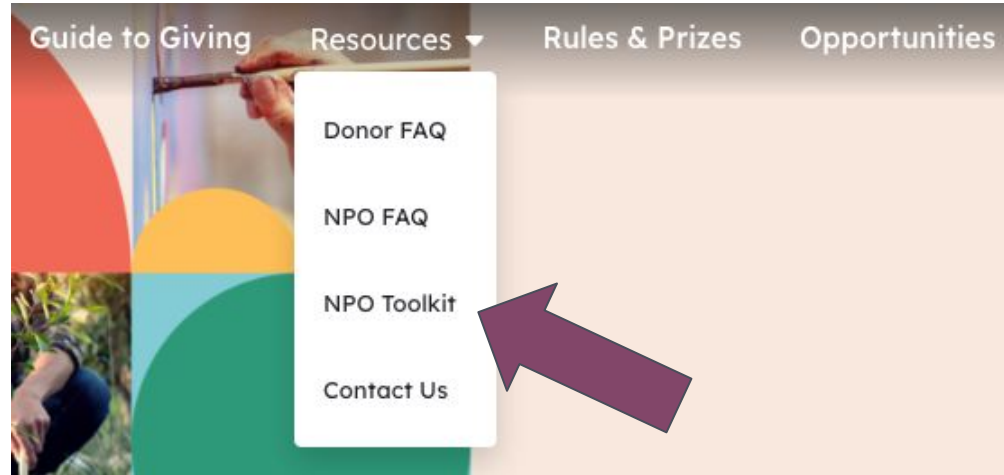 Guide to Giving Resources Rules & Prizes Opportunities
Donor FAQ
NPO FAQ
NPO Toolkit
Contact Us